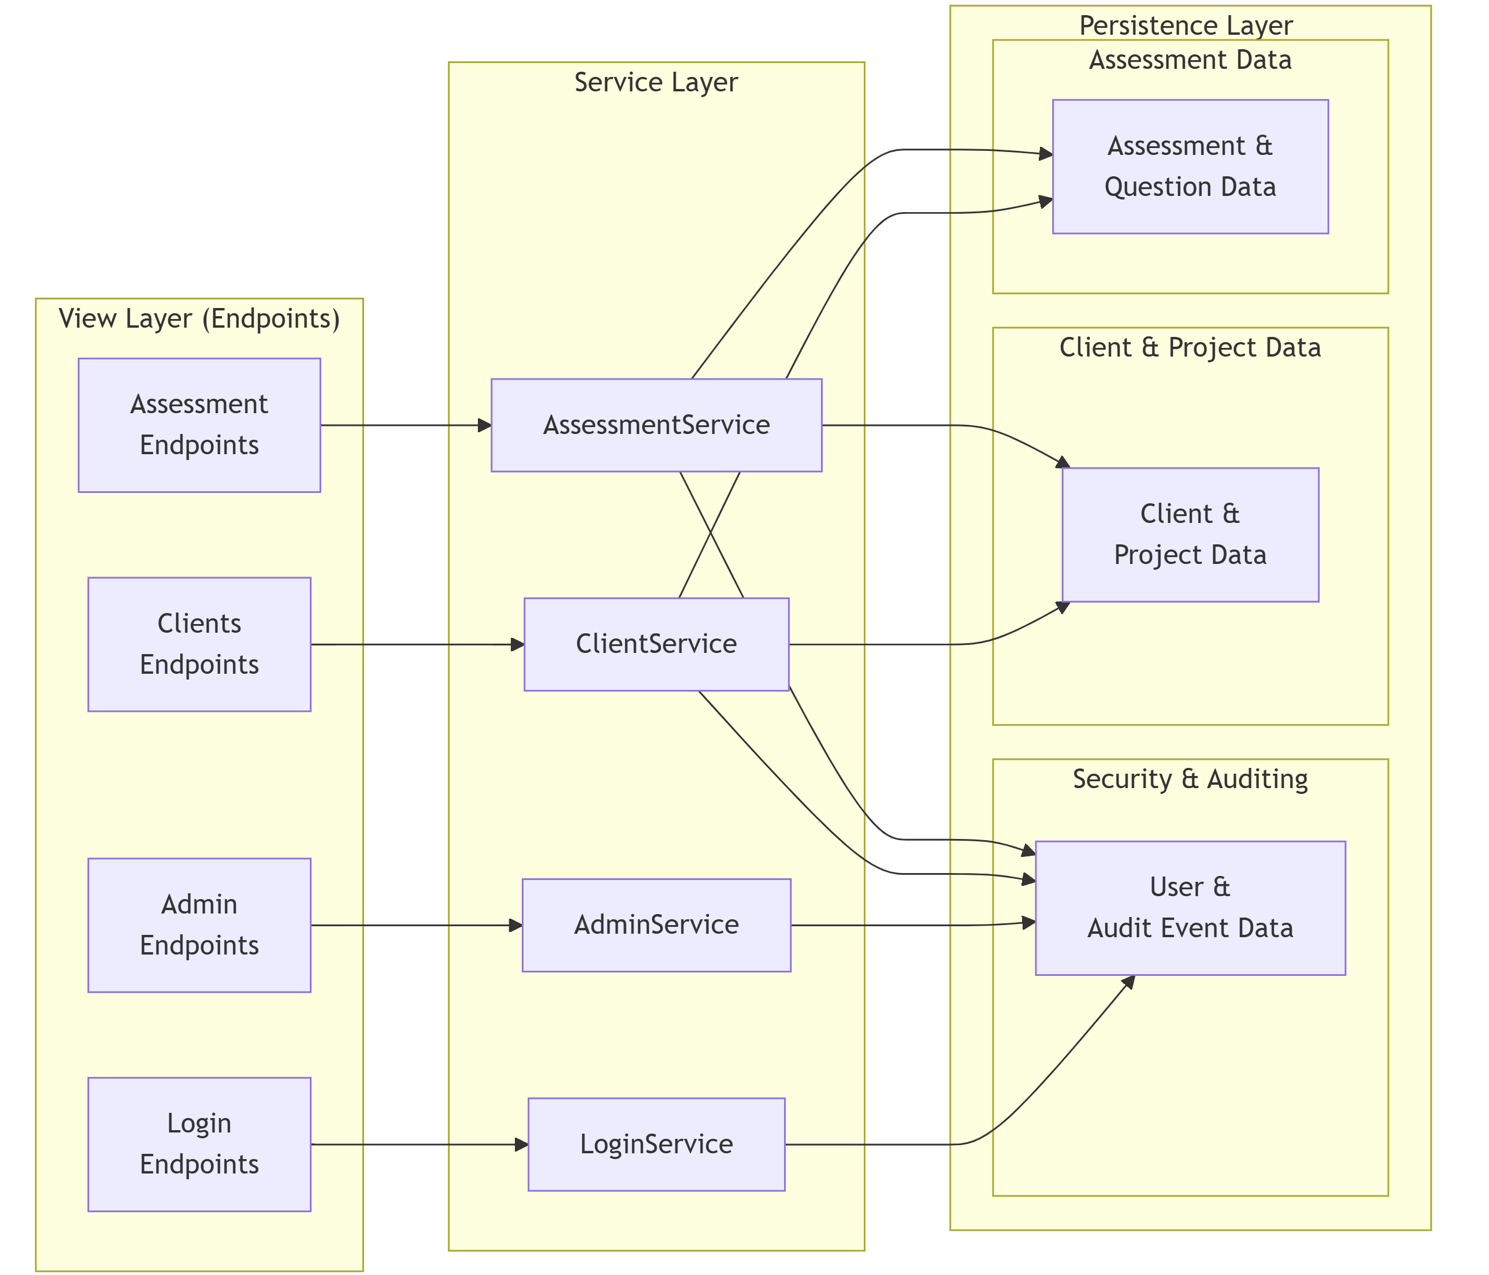 View Layer (Endpoints)
Assessment
Endpoints
Clients
Endpoints
Admin
Endpoints
Login
Endpoints
Service Layer
AssessmentService
ClientService
AdminService
LoginService
Persistence Layer
Assessment Data
Assessment &
Question Data
Client & Project Data
Client &
Project Data
Security & Auditing
User &
Audit Event Data